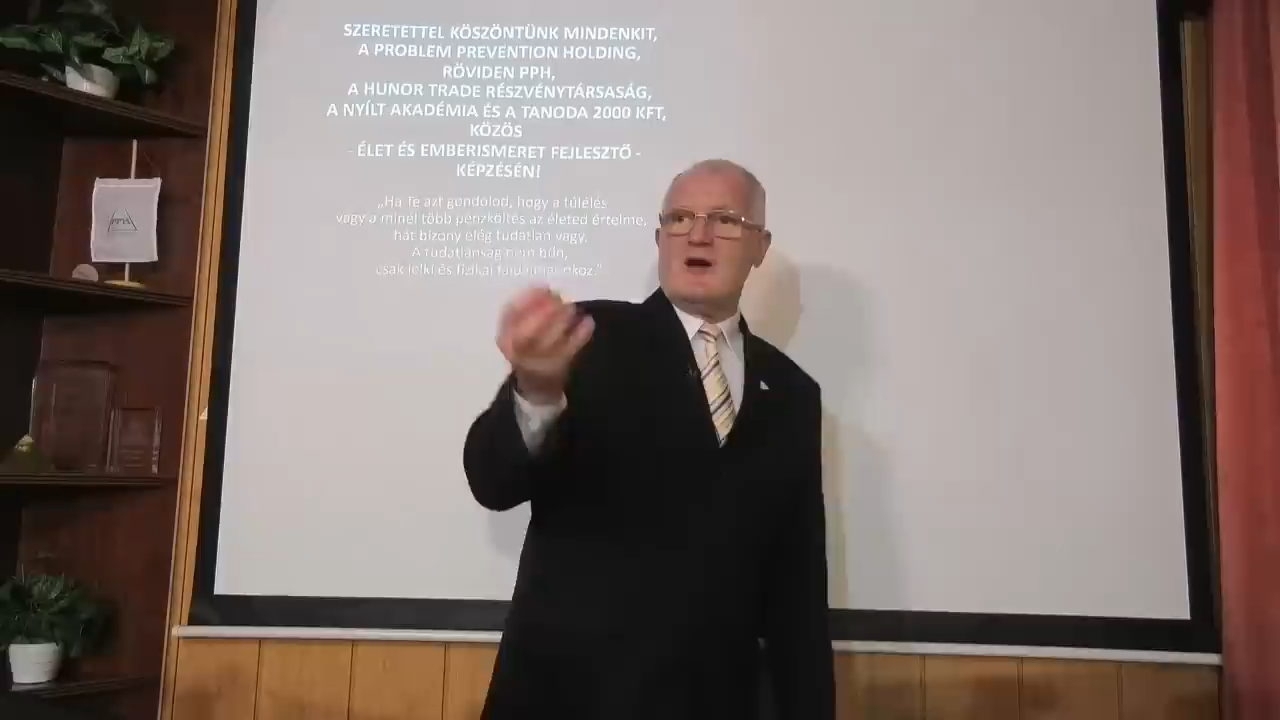 SZERETETTEL KÖSZÖNTÜNK MINDENKIT,
A PROBLEM PREVENTION HOLDING,
RÖVIDEN PPH,
A HUNOR TRADE RÉSZVÉNYTÁRSASÁG,
A NYÍLT AKADÉMIA ÉS A TANODA 2000 KFT,
KÖZÖS
- ÉLET ÉS EMBERISMERET FEJLESZTŐ -
KÉPZÉSÉN!
„Ha Te azt gondolod, hogy a túlélés
vagy a minél több pénzköltés az életed értelme,
hát bizony elég tudatlan vagy.
A tudatlanság nem bűn,
csak lelki és fizikai fájdalmat okoz."